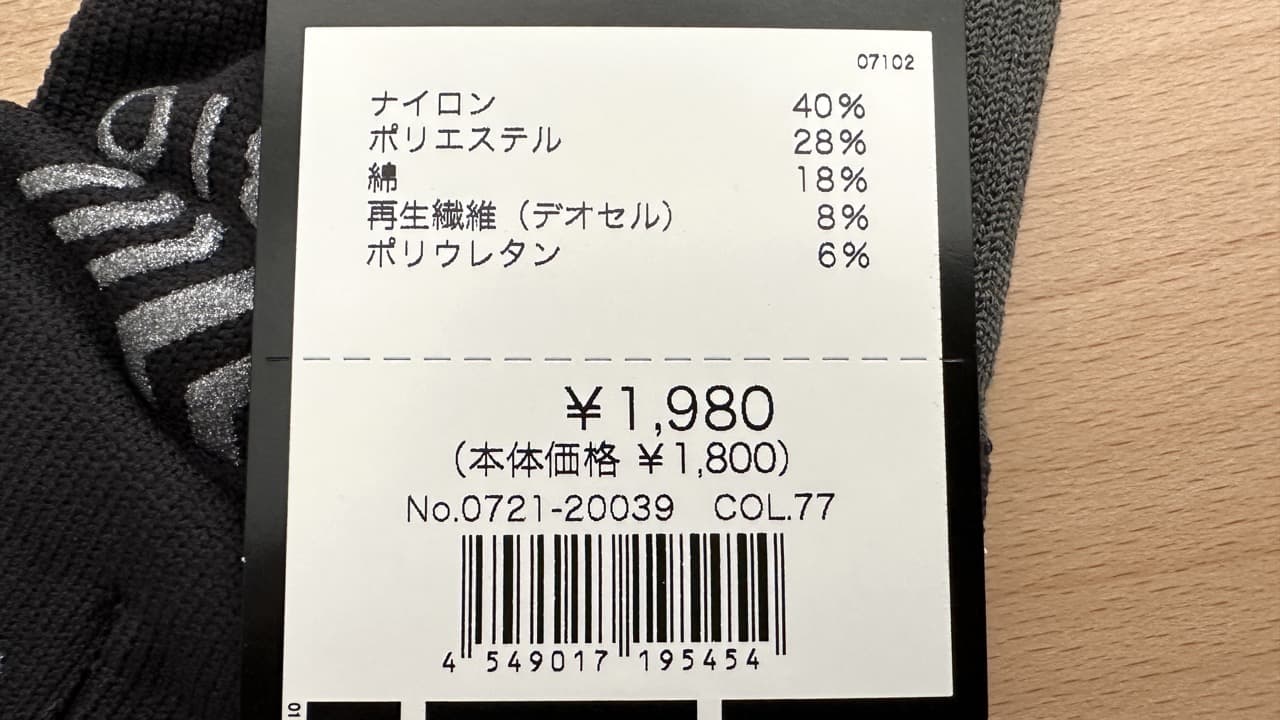 07102
ナイロン 40%
ポリエステル 28%
綿 18%
再生繊維（デオセル） 8%
ポリウレタン 6%
¥1,980
（本体価格 ¥1,800）
No.0721-20039 COL.77
4 549017 195454
01